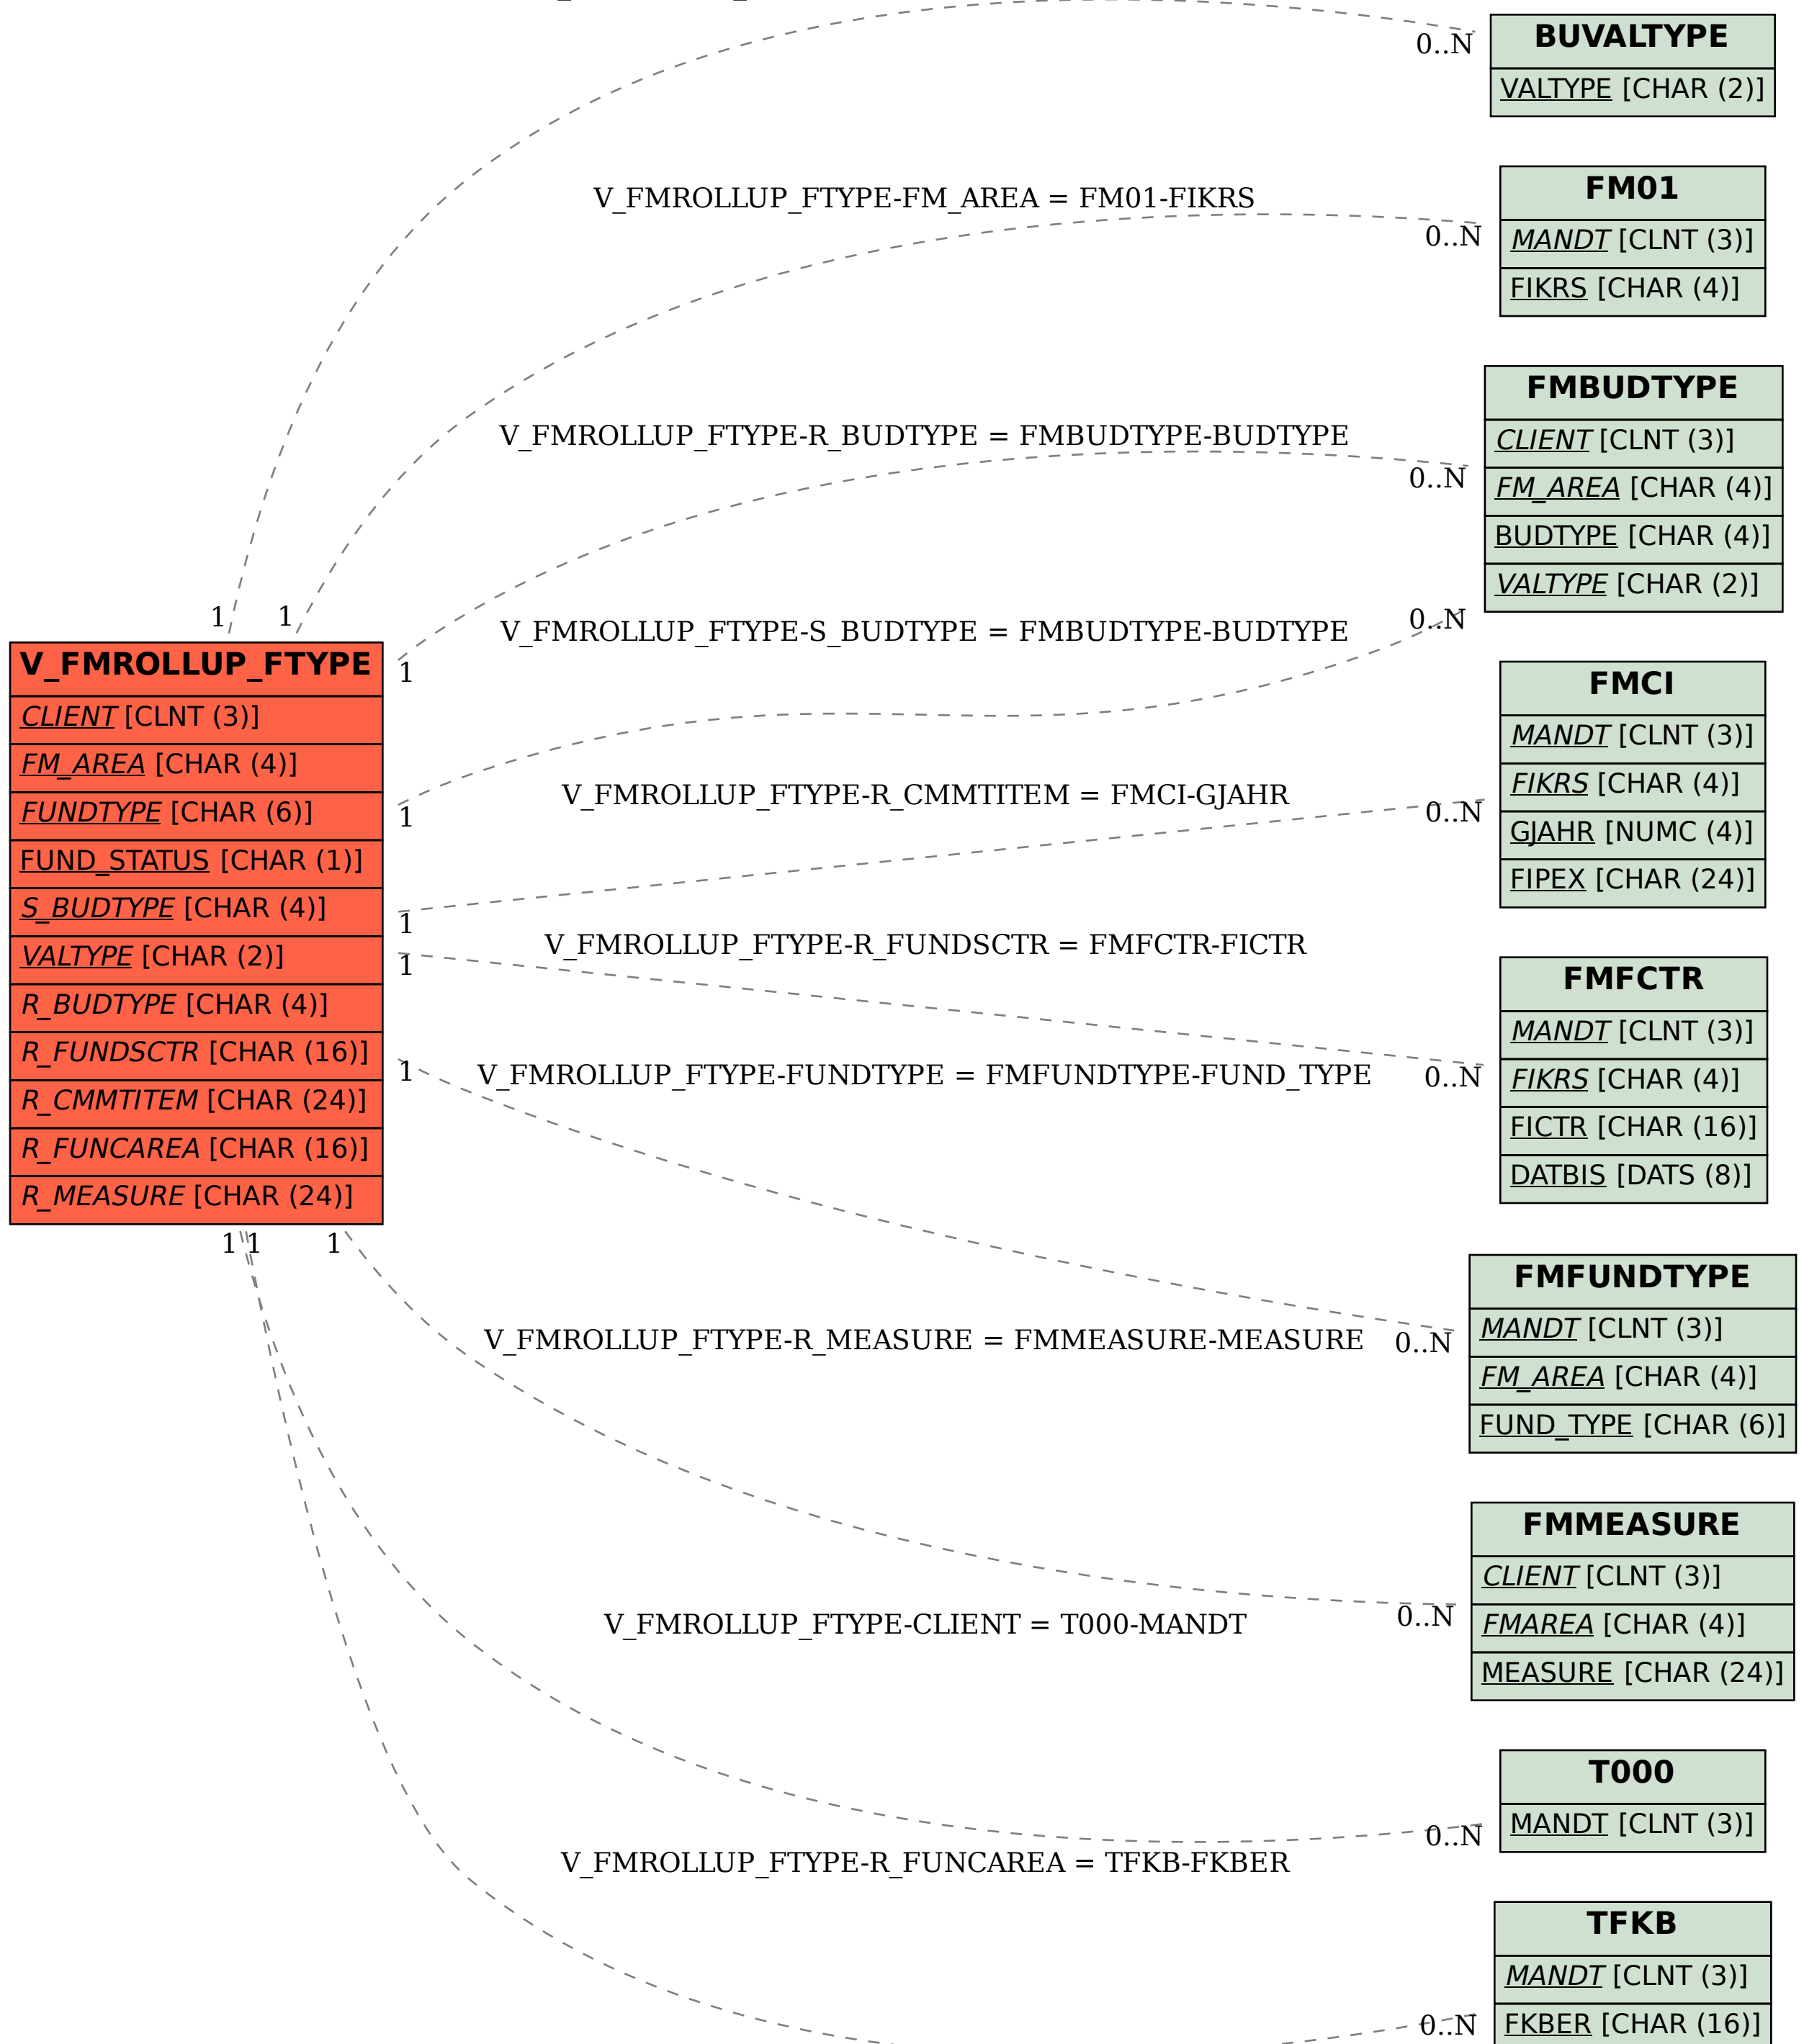 0..N
BUVALTYPE
VALTYPE [CHAR (2)]
V_FMROLLUP_FTYPE-FM_AREA = FM01-FIKRS
0..N
FM01
MANDT [CLNT (3)]
FIKRS [CHAR (4)]
V_FMROLLUP_FTYPE-R_BUDTYPE = FMBUDTYPE-BUDTYPE
0..N
FMBUDTYPE
CLIENT [CLNT (3)]
FM_AREA [CHAR (4)]
BUDTYPE [CHAR (4)]
VALTYPE [CHAR (2)]
1
1
V_FMROLLUP_FTYPE-S_BUDTYPE = FMBUDTYPE-BUDTYPE
0..N
1
V_FMROLLUP_FTYPE
CLIENT [CLNT (3)]
FM_AREA [CHAR (4)]
FUNDTYPE [CHAR (6)]
FUND_STATUS [CHAR (1)]
S_BUDTYPE [CHAR (4)]
VALTYPE [CHAR (2)]
R_BUDTYPE [CHAR (4)]
R_FUNDSCTR [CHAR (16)]
R_CMMTITEM [CHAR (24)]
R_FUNCAREA [CHAR (16)]
R_MEASURE [CHAR (24)]
1
V_FMROLLUP_FTYPE-R_CMMTITEM = FMCI-GJAHR
0..N
1
FMCI
MANDT [CLNT (3)]
FIKRS [CHAR (4)]
GJAHR [NUMC (4)]
FIPEX [CHAR (24)]
V_FMROLLUP_FTYPE-R_FUNDSCTR = FMFCTR-FICTR
1
0..N
FMFCTR
MANDT [CLNT (3)]
FIKRS [CHAR (4)]
FICTR [CHAR (16)]
DATBIS [DATS (8)]
1
V_FMROLLUP_FTYPE-FUNDTYPE = FMFUNDTYPE-FUND_TYPE
0..N
FMFUNDTYPE
MANDT [CLNT (3)]
FM_AREA [CHAR (4)]
FUND_TYPE [CHAR (6)]
1
1
1
V_FMROLLUP_FTYPE-R_MEASURE = FMMEASURE-MEASURE
0..N
FMMEASURE
CLIENT [CLNT (3)]
FMAREA [CHAR (4)]
MEASURE [CHAR (24)]
V_FMROLLUP_FTYPE-CLIENT = T000-MANDT
0..N
T000
MANDT [CLNT (3)]
V_FMROLLUP_FTYPE-R_FUNCAREA = TFKB-FKBER
0..N
TFKB
MANDT [CLNT (3)]
FKBER [CHAR (16)]